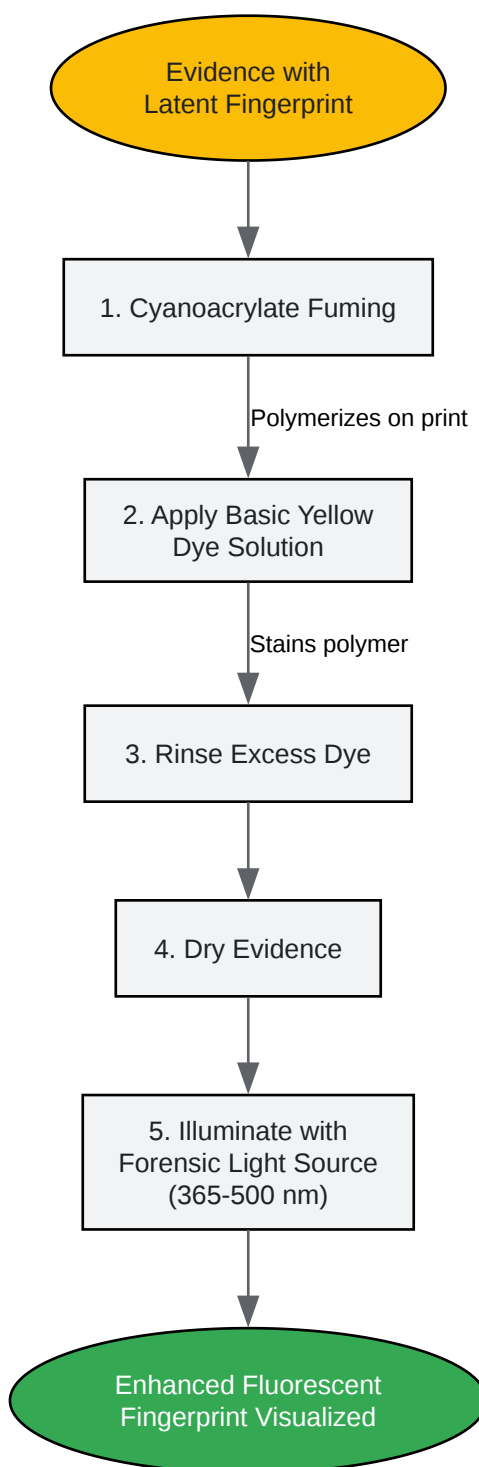 Evidence with
Latent Fingerprint
1. Cyanoacrylate Fuming
Polymerizes on print
2. Apply Basic Yellow
Dye Solution
Stains polymer
3. Rinse Excess Dye
4. Dry Evidence
5. Illuminate with
Forensic Light Source
(365-500 nm)
Enhanced Fluorescent
Fingerprint Visualized